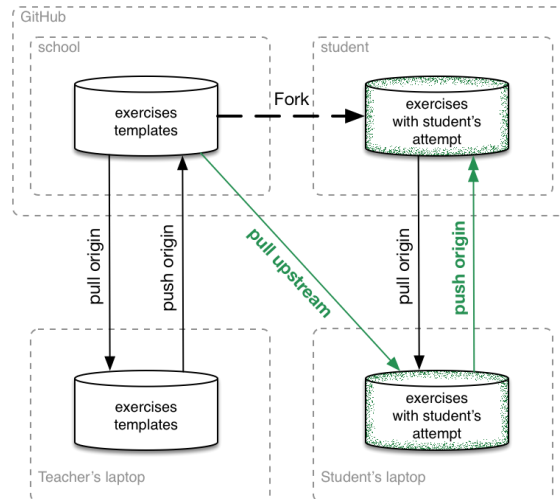 GitHub
school
student
exercises
templates
Fork
exercises
with student's
attempt
pull origin
push origin
pull upstream
pull origin
push origin
exercises
templates
exercises
with student's
attempt
Teacher's laptop
Student's laptop